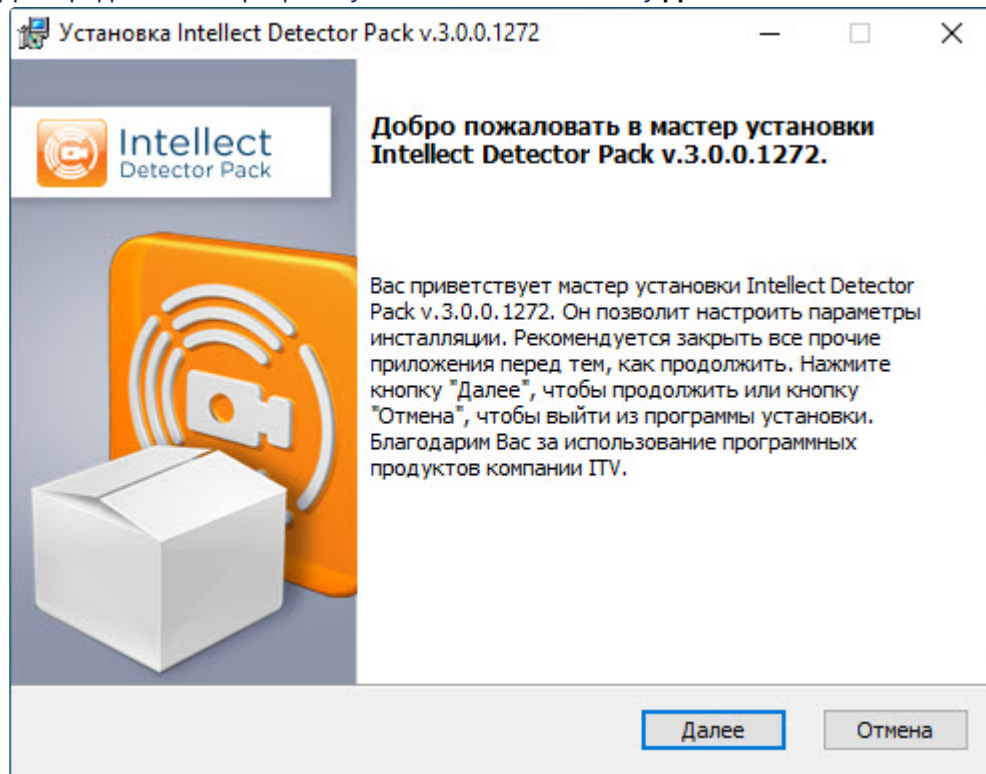 Установка Intellect Detector Pack v.3.0.0.1272
Intellect
Detector Pack
Добро пожаловать в мастер установки
Intellect Detector Pack v.3.0.0.1272.
Вас приветствует мастер установки Intellect Detector
Pack v.3.0.0.1272. Он позволит настроить параметры
инсталляции. Рекомендуется закрыть все прочие
приложения перед тем, как продолжить. Нажмите
кнопку "Далее", чтобы продолжить или кнопку
"Отмена", чтобы выйти из программы установки.
Благодарим Вас за использование программных
продуктов компании ITV.
Далее
Отмена